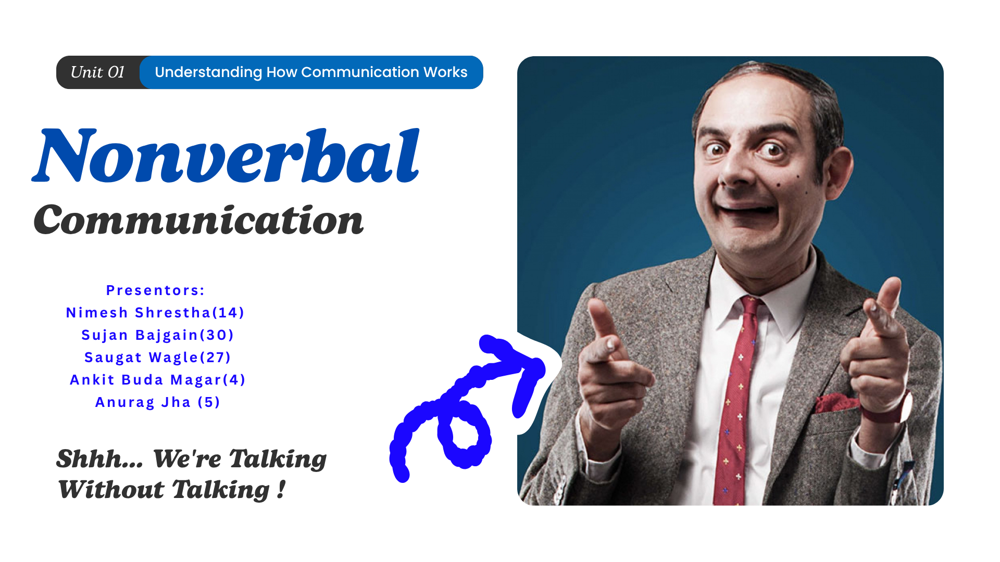 Unit 01
Understanding How Communication Works
Nonverbal
Communication
Presentors:
Nimesh Shrestha(14)
Sujan Bajgain(30)
Saugat Wagle(27)
Ankit Buda Magar(4)
Anurag Jha (5)
Shhh... We're Talking
Without Talking !